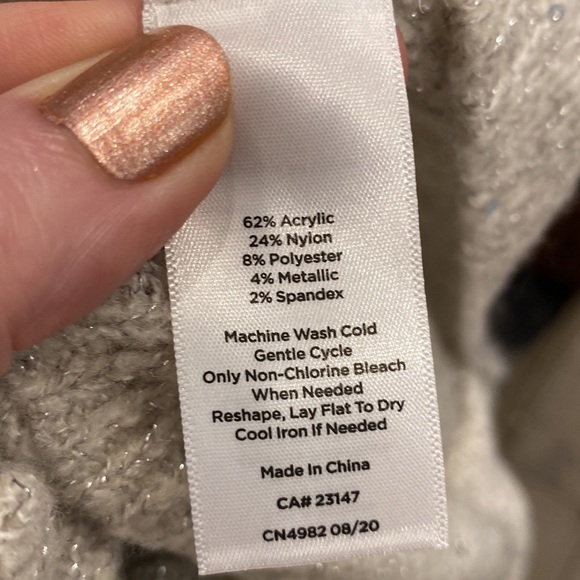 62% Acrylic
24% Nylon
8% Polyester
4% Metallic
2% Spandex
Machine Wash Cold
Gentle Cycle
Only Non-Chlorine Bleach
When Needed
Reshape, Lay Flat To Dry
Cool Iron If Needed
Made In China
CA# 23147
CN4982 08/20